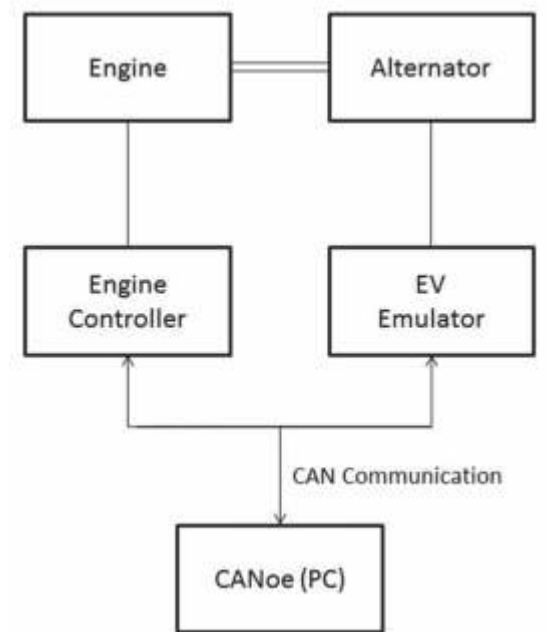 Engine
Alternator
Engine
Controller
EV
Emulator
CAN Communication
CANoe (PC)